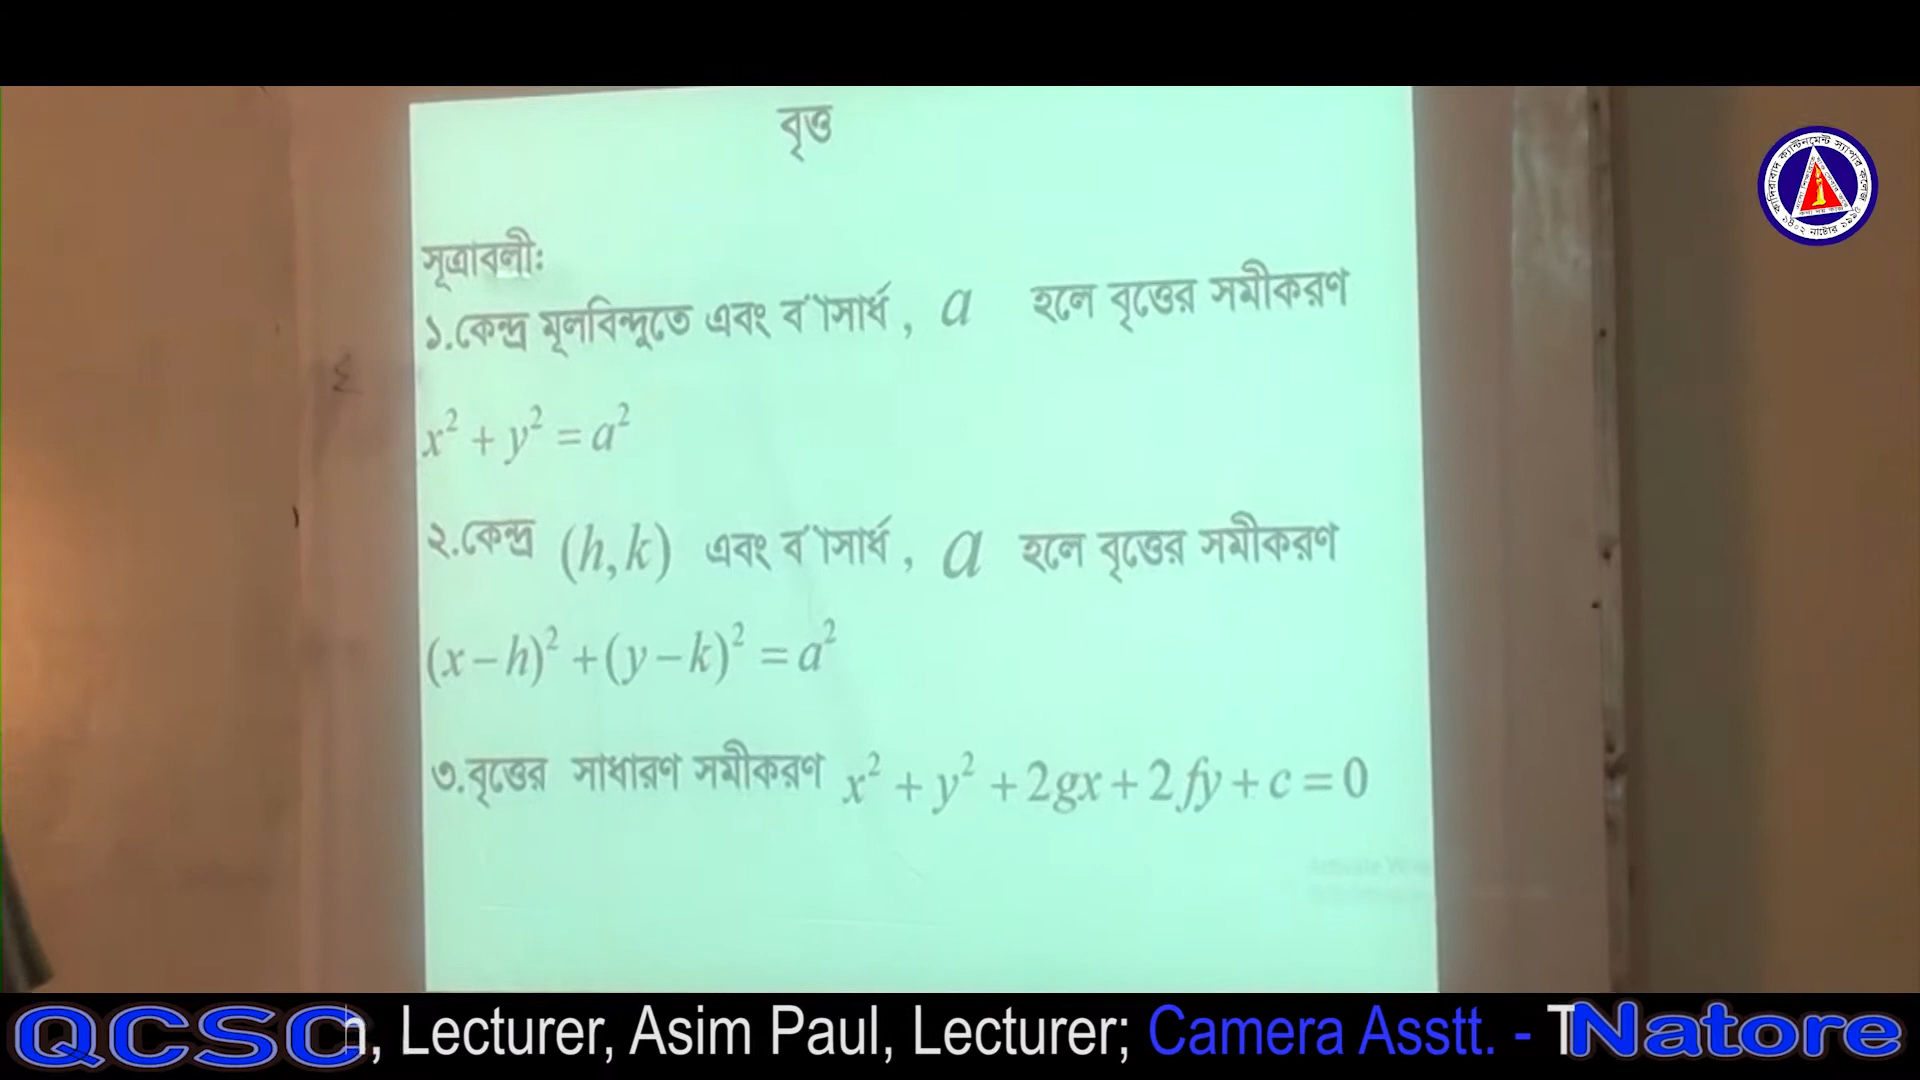 বৃত্ত
সূত্রাবলী:
১.কেন্দ্র মূলবিন্দুতে এবং ব াসার্ধ, a হলে বৃত্তের সমীকরণ
x² + y² = a²
২.কেন্দ্র (h,k) এবং ব াসার্ধ, a হলে বৃত্তের সমীকরণ
(x – h)² + (y – k)² = a²
৩.বৃত্তের সাধারণ সমীকরণ x² + y² + 2gx + 2fy + c = 0
QCSC , Lecturer, Asim Paul, Lecturer; Camera Asstt. - T Natore